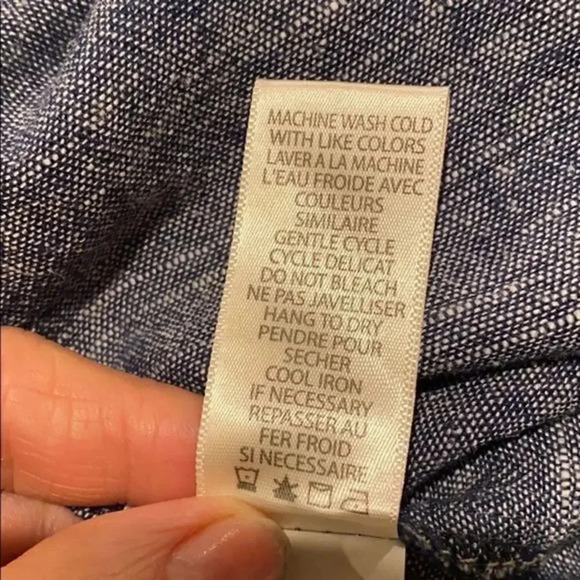 MACHINE WASH COLD
WITH LIKE COLORS
LAVER A LA MACHINE
L'EAU FROIDE AVEC
COULEURS
SIMILAIRE
GENTLE CYCLE
CYCLE DELICAT
DO NOT BLEACH
NE PAS JAVELLISER
HANG TO DRY
PENDRE POUR
SECHER
COOL IRON
IF NECESSARY
REPASSER AU
FER FROID
SI NECESSAIRE